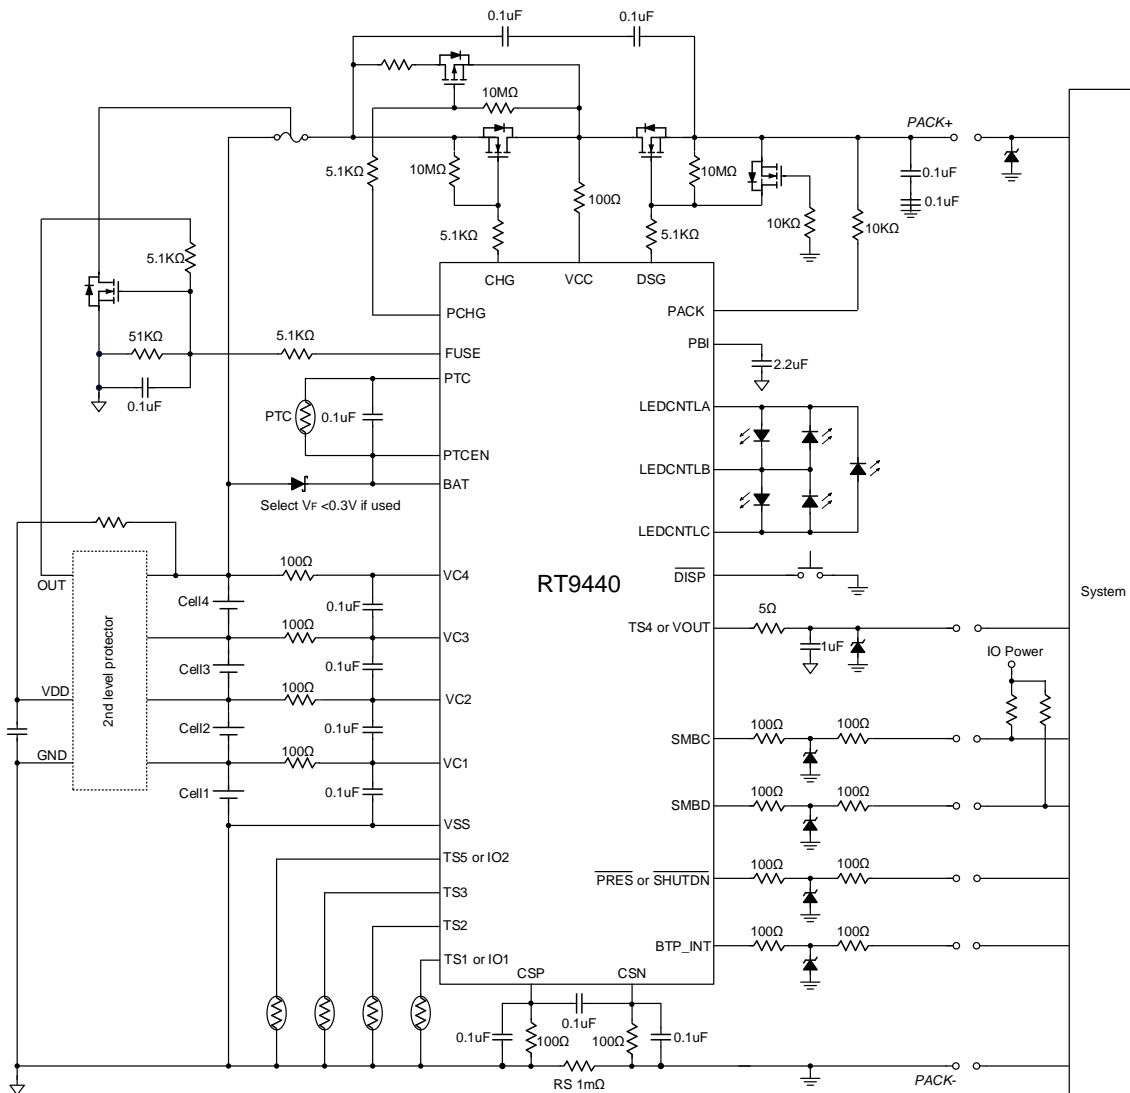 0.1uF
0.1uF
10MΩ
PACK+
5.1KΩ
10MΩ
100Ω
10MΩ
0.1uF
0.1uF
5.1KΩ
5.1KΩ
5.1KΩ
10KΩ
10KΩ
CHG
VCC
DSG
PCHG
PACK
51KΩ
5.1KΩ
FUSE
PBI
2.2uF
0.1uF
PTC
PTC
0.1uF
LEDCNTLA
PTCEN
LEDCNTLB
BAT
Select VF <0.3V if used
LEDCNTLC
OUT
100Ω
VC4
RT9440
DISP
System
Cell4
0.1uF
100Ω
VC3
TS4 or VOUT
5Ω
1uF
IO Power
2nd level protector
Cell3
0.1uF
VDD
100Ω
VC2
Cell2
0.1uF
SMBC
100Ω
100Ω
GND
100Ω
VC1
Cell1
0.1uF
SMBD
100Ω
100Ω
VSS
TS5 or IO2
PRES or SHUTDN
100Ω
100Ω
TS3
TS2
BTP_INT
100Ω
100Ω
TS1 or IO1
CSP
CSN
0.1uF
100Ω
0.1uF
100Ω
0.1uF
RS 1mΩ
PACK-